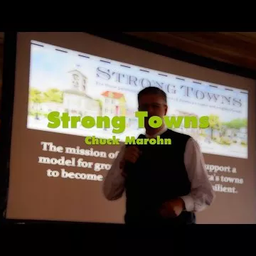 STRONG TOWNS
Strong Towns
Chuck Marohn
The mission of support a
model for gro 's towns
to become silient.